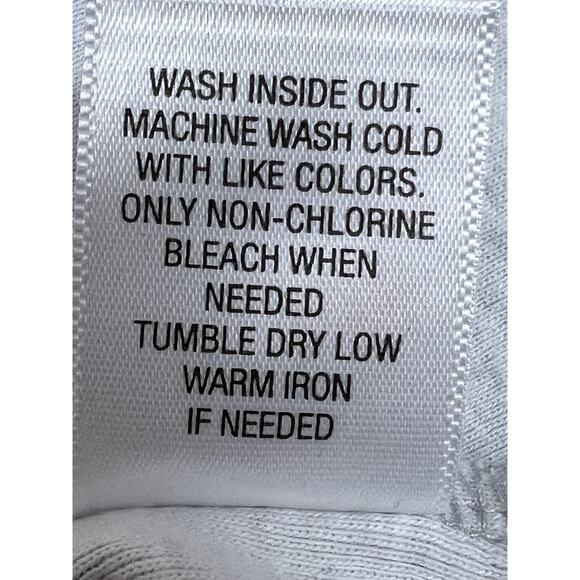 WASH INSIDE OUT.
MACHINE WASH COLD
WITH LIKE COLORS.
ONLY NON-CHLORINE
BLEACH WHEN
NEEDED
TUMBLE DRY LOW
WARM IRON
IF NEEDED